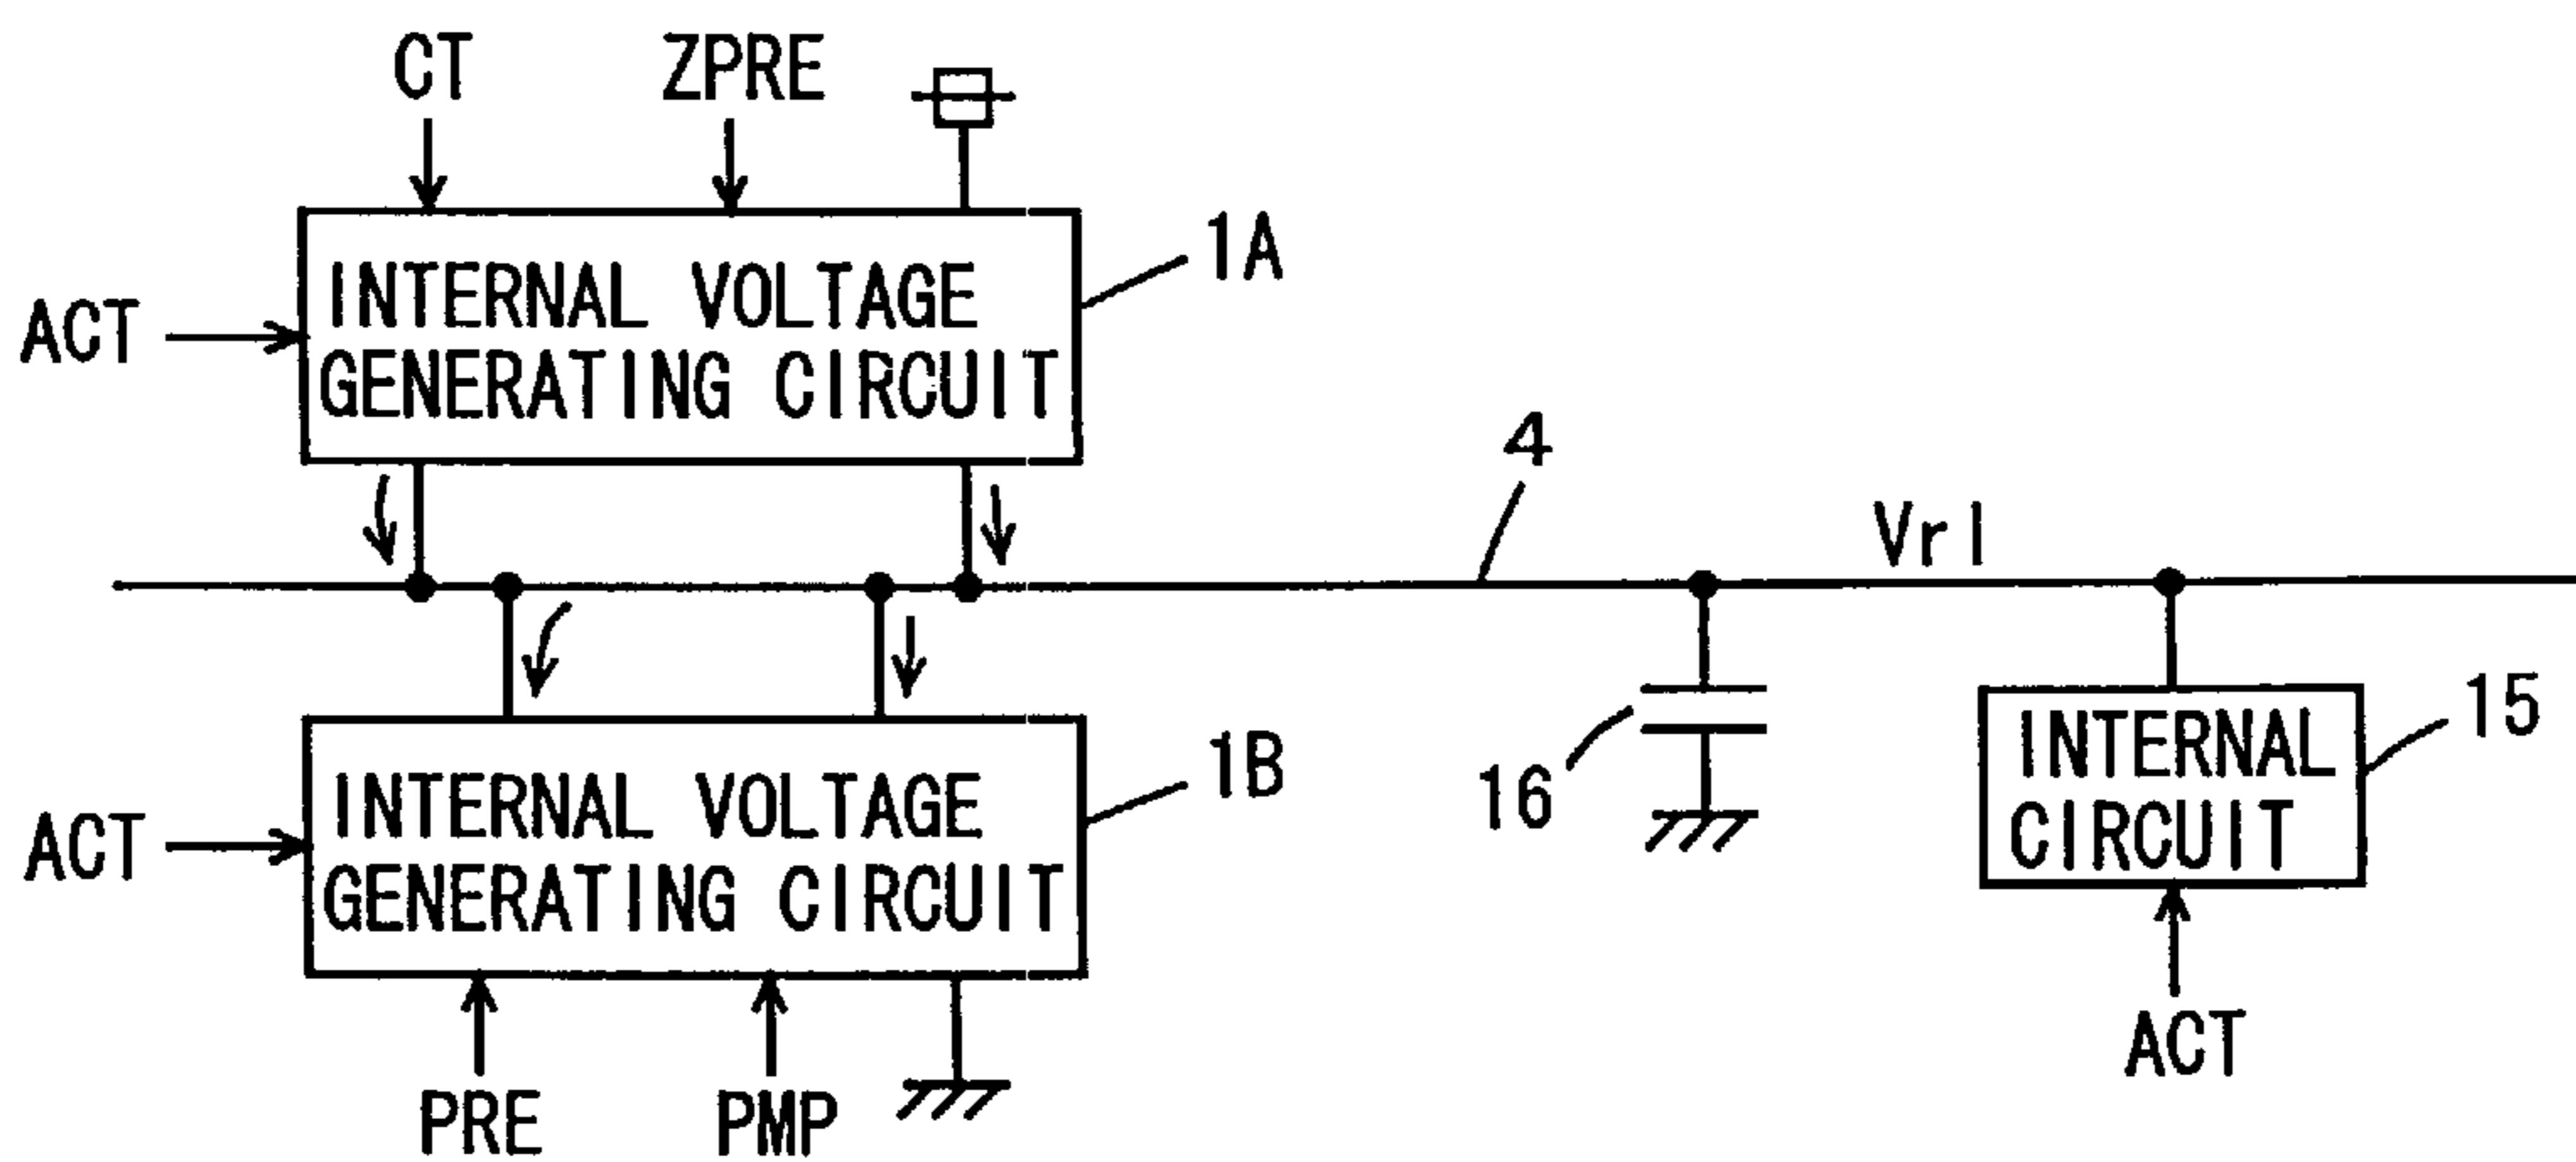 CT
ZPRE
ACT
INTERNAL VOLTAGE
GENERATING CIRCUIT
1A
4
Vrl
ACT
INTERNAL VOLTAGE
GENERATING CIRCUIT
1B
16
INTERNAL
CIRCUIT
15
PRE
PMP
ACT